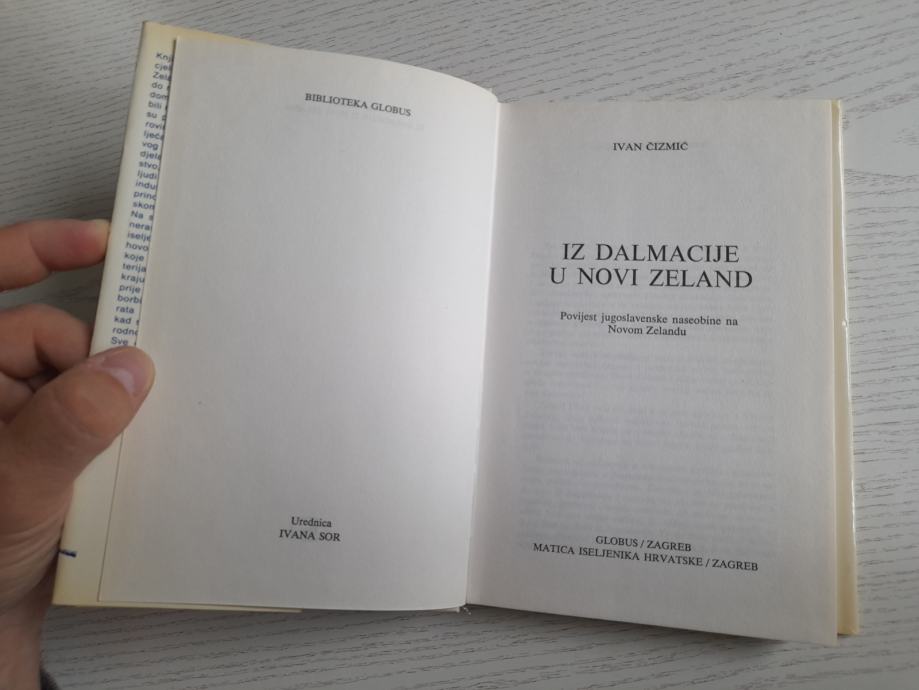 BIBLIOTEKA GLOBUS
Urednica
IVANA SOR
IVAN ČIZMIĆ
IZ DALMACIJE
U NOVI ZELAND
Povijest jugoslavenske naseobine na
Novom Zelandu
GLOBUS / ZAGREB
MATICA ISELJENIKA HRVATSKE / ZAGREB